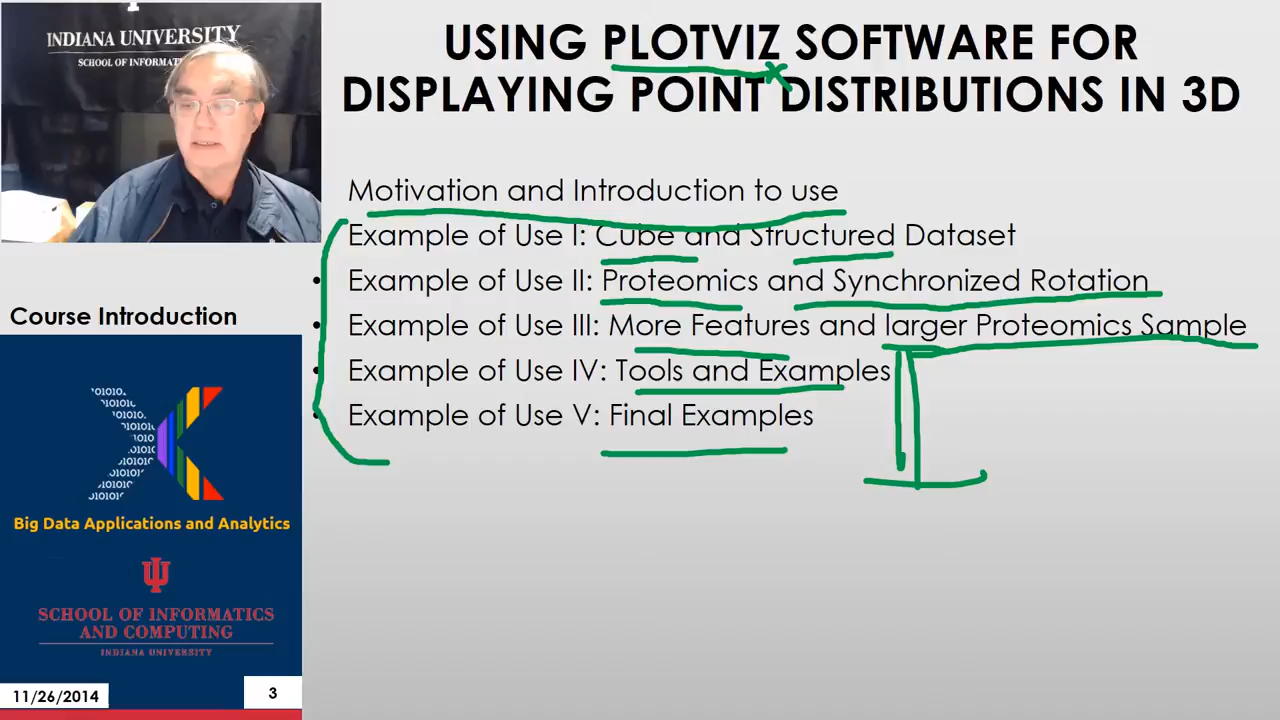 INDIANA UNIVERSITY
SCHOOL OF INFORMAT
USING PLOTVIZ SOFTWARE FOR
DISPLAYING POINT DISTRIBUTIONS IN 3D
Motivation and Introduction to use
Example of Use I: Cube and Structured Dataset
• Example of Use II: Proteomics and Synchronized Rotation
• Example of Use III: More Features and larger Proteomics Sample
• Example of Use IV: Tools and Examples
• Example of Use V: Final Examples
Course Introduction
Big Data Applications and Analytics
SCHOOL OF INFORMATICS
AND COMPUTING
INDIANA UNIVERSITY
11/26/2014
3